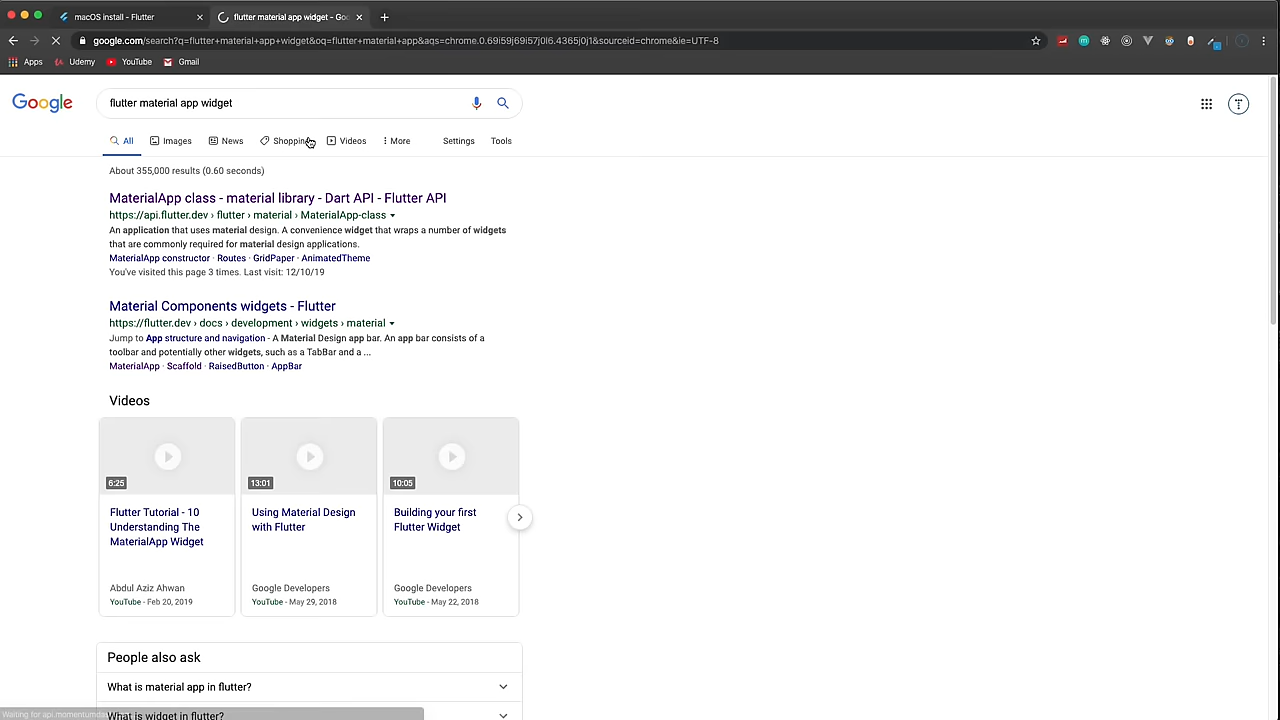 macOS install - Flutter
flutter material app widget - Go
google.com/search?q=flutter+material+app+widget&oq=flutter+material+app&aqs=chrome.0.69i59j69i57j0l6.4365j0j1&sourceid=chrome&ie=UTF-8
Apps Udemy YouTube Gmail
Google
flutter material app widget
All Images News Shopping Videos More Settings Tools
About 355,000 results (0.60 seconds)
MaterialApp class - material library - Dart API - Flutter API
https://api.flutter.dev › flutter › material › MaterialApp-class
An application that uses material design. A convenience widget that wraps a number of widgets
that are commonly required for material design applications.
MaterialApp constructor · Routes · GridPaper · AnimatedTheme
You've visited this page 3 times. Last visit: 12/10/19
Material Components widgets - Flutter
https://flutter.dev › docs › development › widgets › material
Jump to App structure and navigation - A Material Design app bar. An app bar consists of a
toolbar and potentially other widgets, such as a TabBar and a ...
MaterialApp · Scaffold · RaisedButton · AppBar
Videos
6:25
Flutter Tutorial - 10
Understanding The
MaterialApp Widget
Abdul Aziz Ahwan
YouTube - Feb 20, 2019
13:01
Using Material Design
with Flutter
Google Developers
YouTube - May 29, 2018
10:05
Building your first
Flutter Widget
Google Developers
YouTube - May 22, 2018
People also ask
What is material app in flutter?
What is widget in flutter?
Waiting for api.momentumda